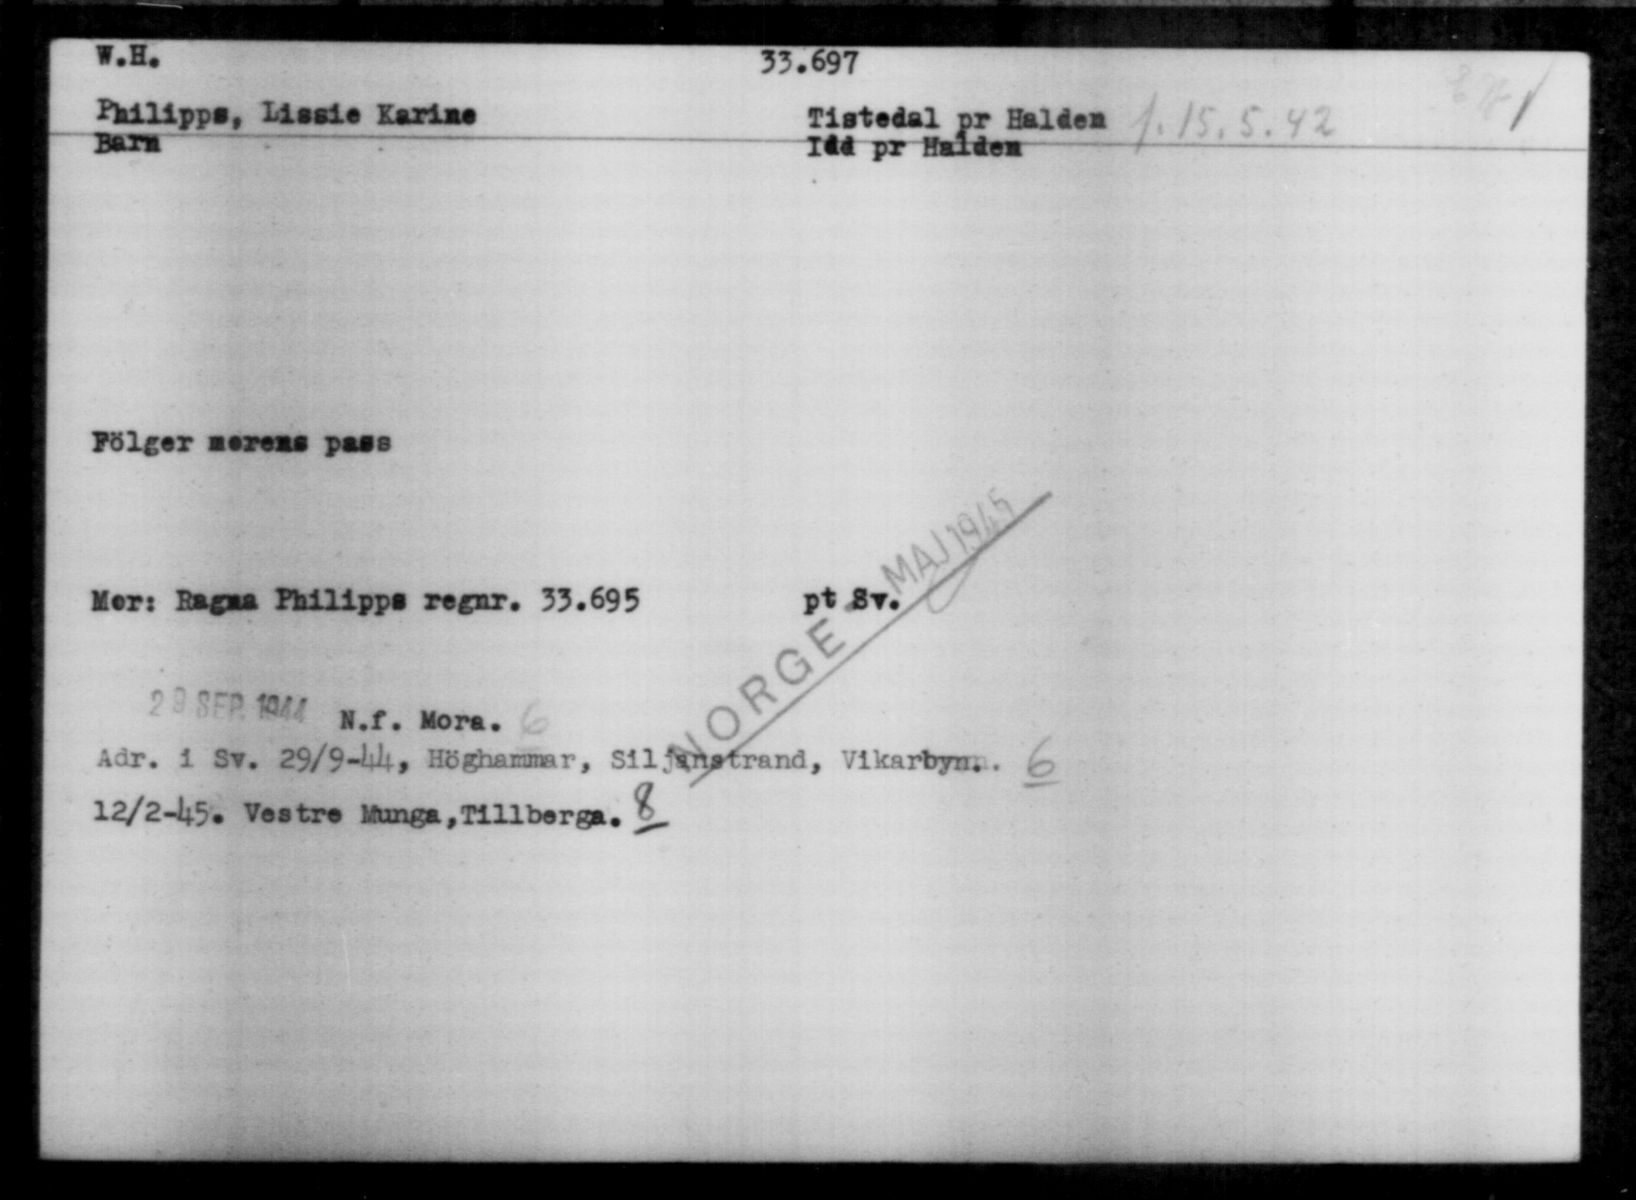 W.H.
33.697
Philipps, Lissie Karine
Tistedal pr Halden
f. 15.5.42
Barn
Idd pr Halden
Fölger morens pass
Mor: Ragna Philipps regnr. 33.695
pt Sv.
NORGE MAJ 1945
29 SEP. 1944 N.f. Mora. 6
Adr. i Sv. 29/9-44, Höghammar, Siljanstrand, Vikarbyn. 6
12/2-45. Vestre Munga,Tillberga. 8